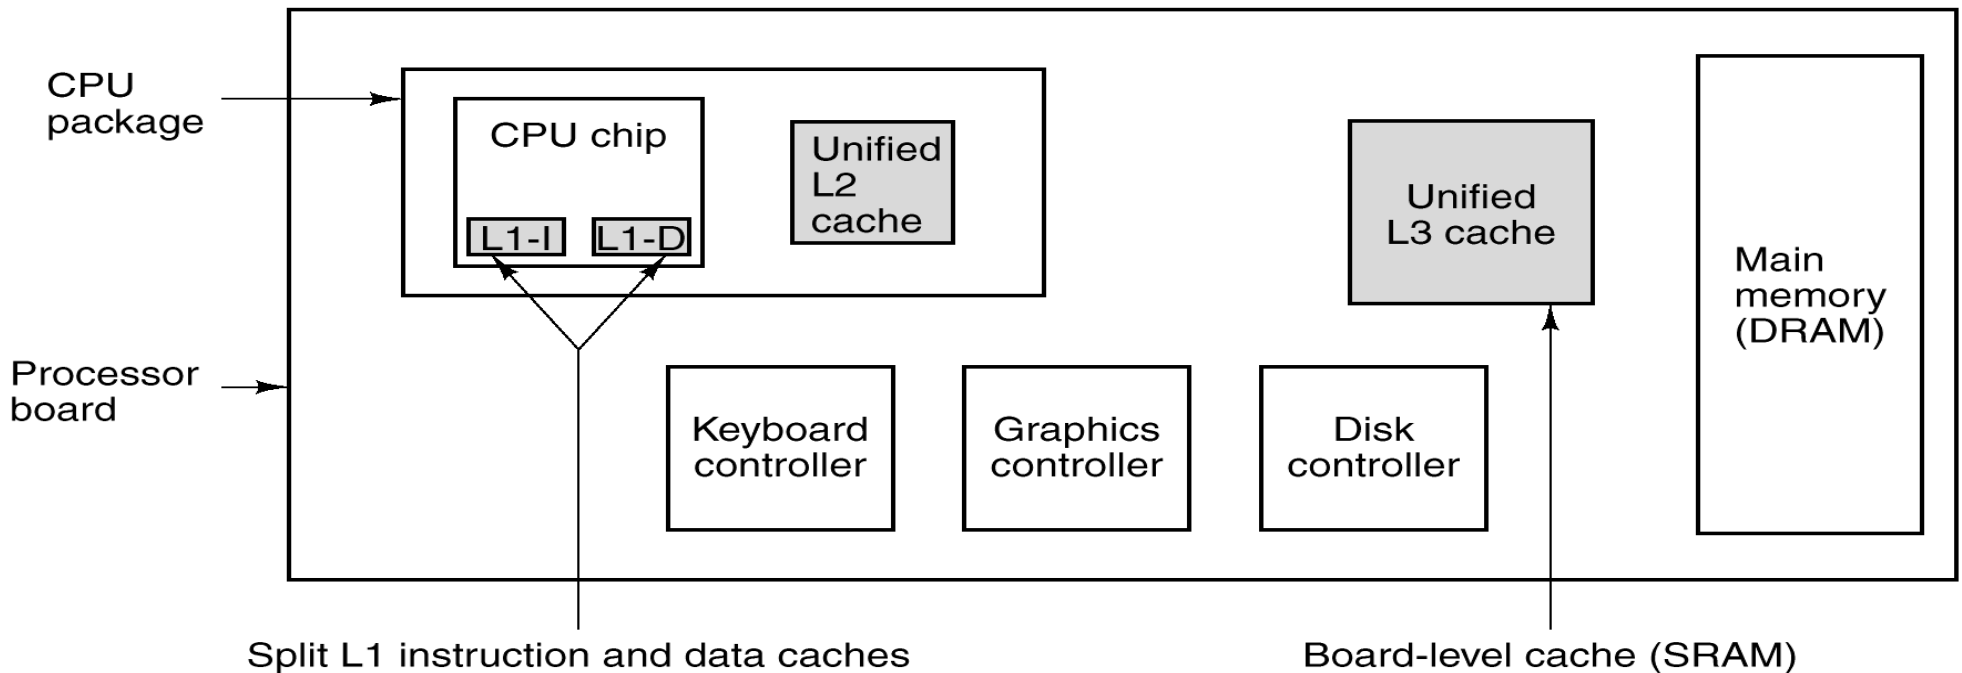 CPU
package
CPU chip
L1-I
L1-D
Unified
L2
cache
Unified
L3 cache
Main
memory
(DRAM)
Processor
board
Keyboard
controller
Graphics
controller
Disk
controller
Split L1 instruction and data caches
Board-level cache (SRAM)